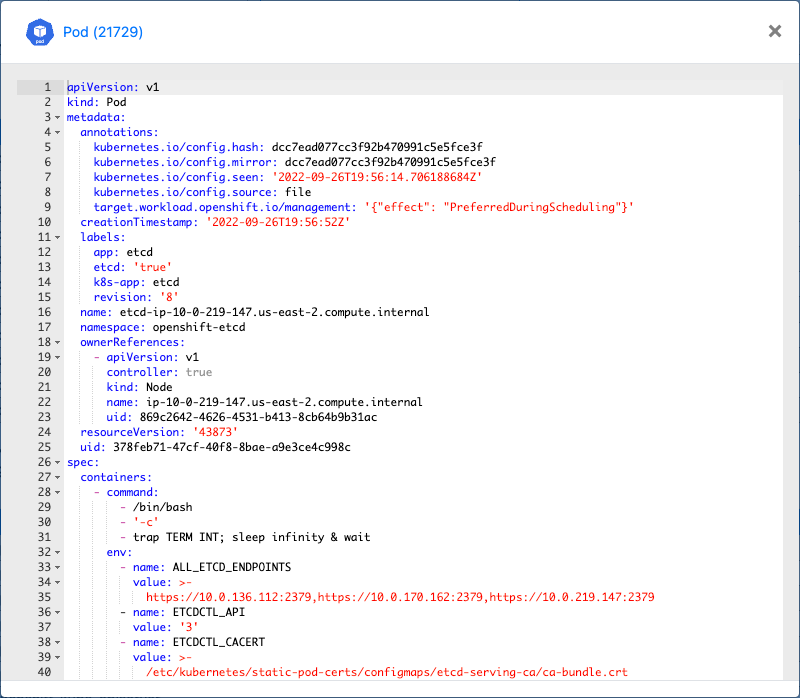 pod
Pod (21729)
×
1 apiVersion: v1
2 kind: Pod
3 metadata:
4 annotations:
5 kubernetes.io/config.hash: dcc7ead077cc3f92b470991c5e5fce3f
6 kubernetes.io/config.mirror: dcc7ead077cc3f92b470991c5e5fce3f
7 kubernetes.io/config.seen: '2022-09-26T19:56:14.706188684Z'
8 kubernetes.io/config.source: file
9 target.workload.openshift.io/management: '{"effect": "PreferredDuringScheduling"}'
10 creationTimestamp: '2022-09-26T19:56:52Z'
11 labels:
12 app: etcd
13 etcd: 'true'
14 k8s-app: etcd
15 revision: '8'
16 name: etcd-ip-10-0-219-147.us-east-2.compute.internal
17 namespace: openshift-etcd
18 ownerReferences:
19 - apiVersion: v1
20 controller: true
21 kind: Node
22 name: ip-10-0-219-147.us-east-2.compute.internal
23 uid: 869c2642-4626-4531-b413-8cb64b9b31ac
24 resourceVersion: '43873'
25 uid: 378feb71-47cf-40f8-8bae-a9e3ce4c998c
26 spec:
27 containers:
28 - command:
29 - /bin/bash
30 - '-c'
31 - trap TERM INT; sleep infinity & wait
32 env:
33 - name: ALL_ETCD_ENDPOINTS
34 value: >-
35 https://10.0.136.112:2379,https://10.0.170.162:2379,https://10.0.219.147:2379
36 - name: ETCDCTL_API
37 value: '3'
38 - name: ETCDCTL_CACERT
39 value: >-
40 /etc/kubernetes/static-pod-certs/configmaps/etcd-serving-ca/ca-bundle.crt